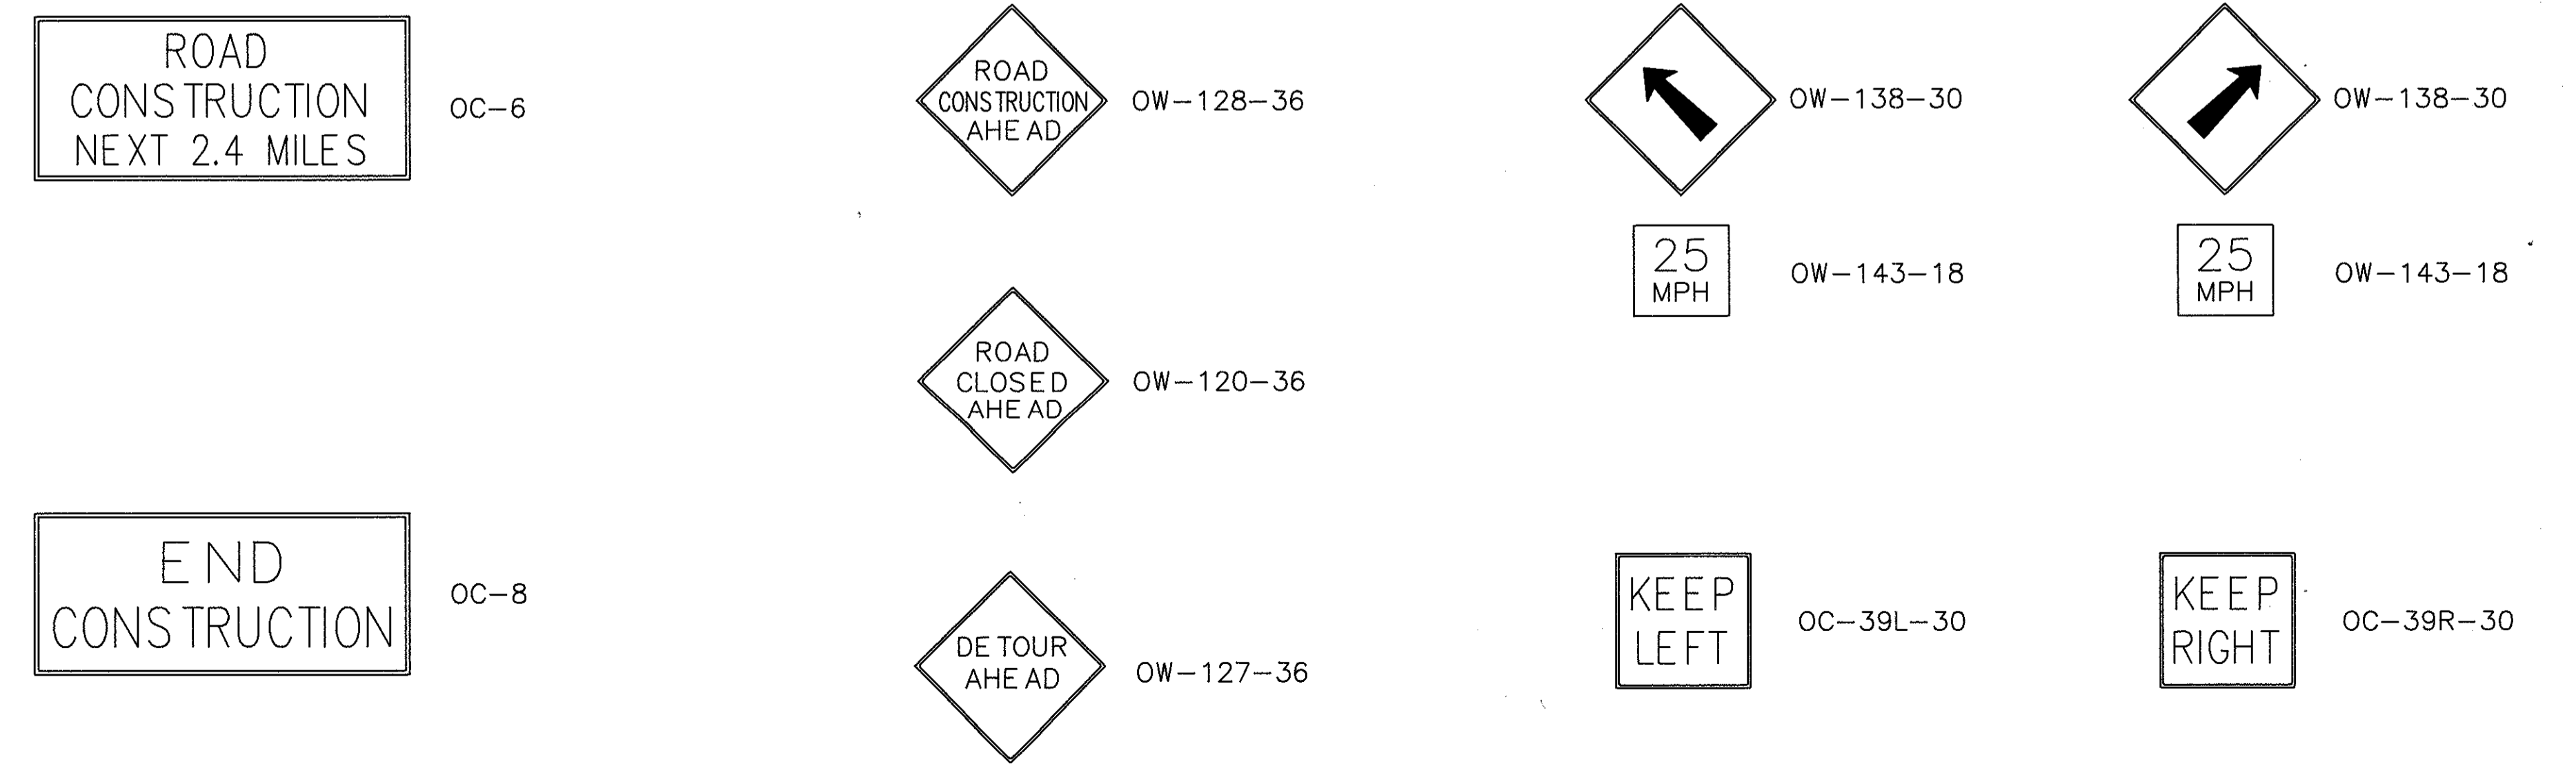 ROAD
CONSTRUCTION
NEXT 2.4 MILES
OC-6
END
CONSTRUCTION
OC-8
ROAD
CONSTRUCTION
AHEAD
OW-128-36
ROAD
CLOSED
AHEAD
OW-120-36
DETOUR
AHEAD
OW-127-36
OW-138-30
25
MPH
OW-143-18
KEEP
LEFT
OC-39L-30
OW-138-30
25
MPH
OW-143-18
KEEP
RIGHT
OC-39R-30